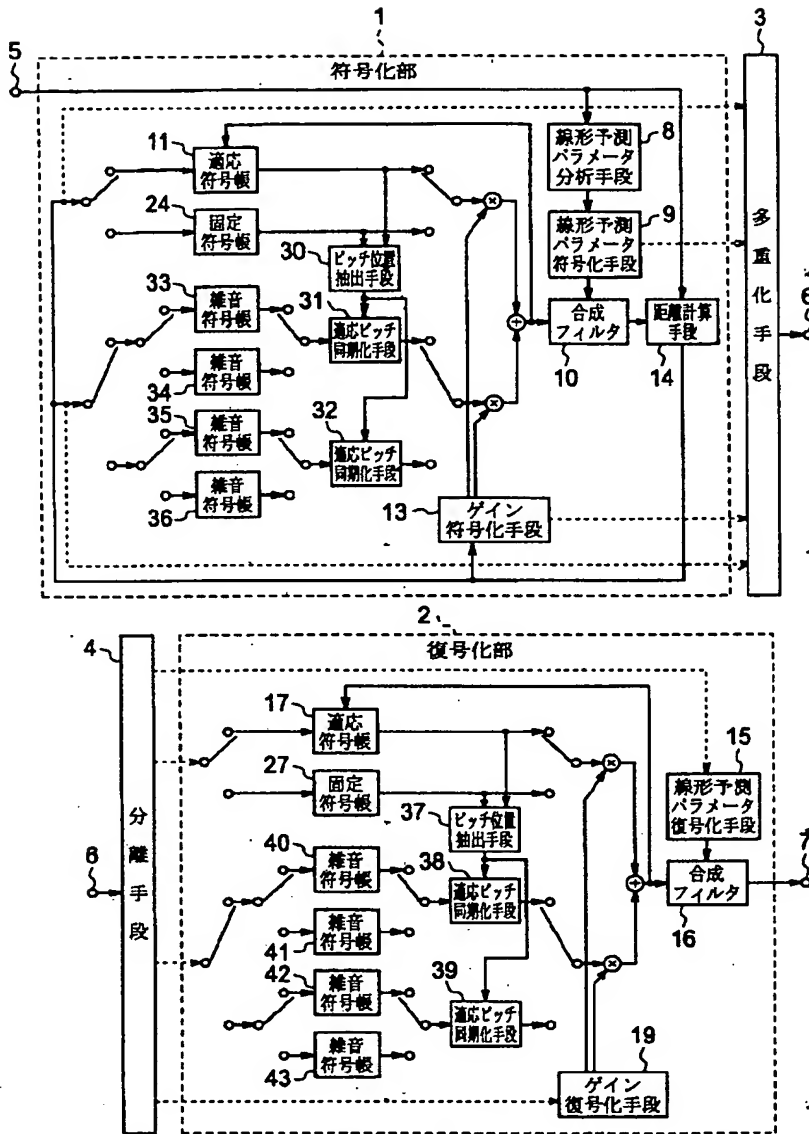 1
3
5
符号化部
11
適応
符号帳
24
固定
符号帳
30
ピッチ位置
抽出手段
33
雑音
符号帳
31
適応ピッチ
同期化手段
雑音
符号帳
34
35
雑音
符号帳
32
適応ピッチ
同期化手段
雑音
符号帳
36
8
線形予測
パラメータ
分析手段
9
線形予測
パラメータ
符号化手段
合成
フィルタ
10
距離計算
手段
14
13
ゲイン
符号化手段
多重化手段
6
2
4
復号化部
分離手段
6
17
適応
符号帳
27
固定
符号帳
37
ピッチ位置
抽出手段
40
雑音
符号帳
38
適応ピッチ
同期化手段
雑音
符号帳
41
42
雑音
符号帳
39
適応ピッチ
同期化手段
雑音
符号帳
43
15
線形予測
パラメータ
復号化手段
合成
フィルタ
16
7
19
ゲイン
復号化手段